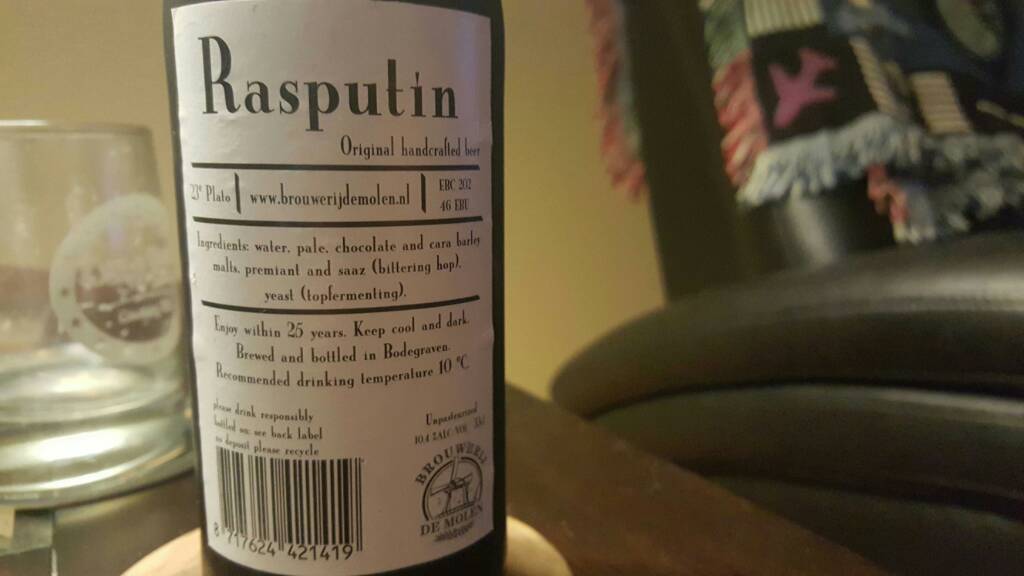 Rasputin
Original handcrafted beer
23° Plato
www.brouwerijdemolen.nl
EBC 202
46 EBU
Ingredients: water, pale, chocolate and cara barley
malts, premiant and saaz (bittering hop),
yeast (topfermenting).
Enjoy within 25 years. Keep cool and dark.
Brewed and bottled in Bodegraven.
Recommended drinking temperature 10 °C
please drink responsibly
bottled on: see back label
no deposit please recycle
Unpasteurized
10.4 %ALC.VOL. 33cl
8 717624 421419
BROUWERIJ
DE MOLEN